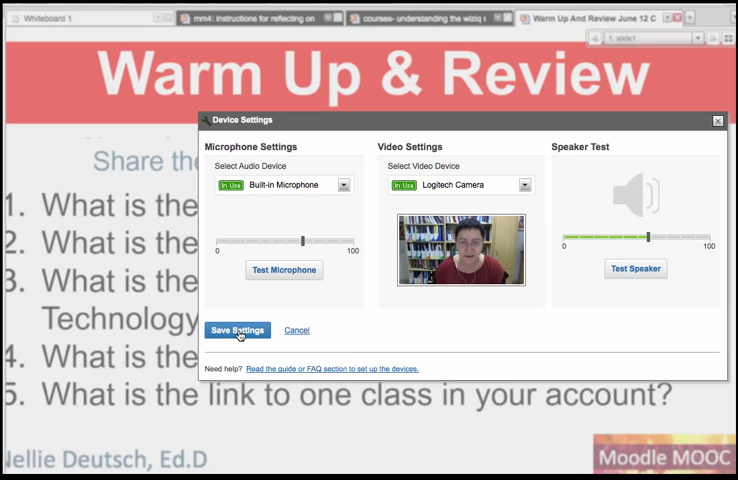 Whiteboard 1
mm4: instructions for reflecting on
courses- understanding the wiziq
Warm Up And Review June 12 C
1. slide1
Warm Up & Review
Device Settings
Microphone Settings
Video Settings
Speaker Test
Share the
Select Audio Device
Select Video Device
In Use Built-in Microphone
In Use Logitech Camera
1. What is the
2. What is the
0 100
0 100
Test Microphone
Test Speaker
3. What is the
Technology
Save Settings Cancel
4. What is the
Need help? Read the guide or FAQ section to set up the devices.
5. What is the link to one class in your account?
Nellie Deutsch, Ed.D
Moodle MOOC